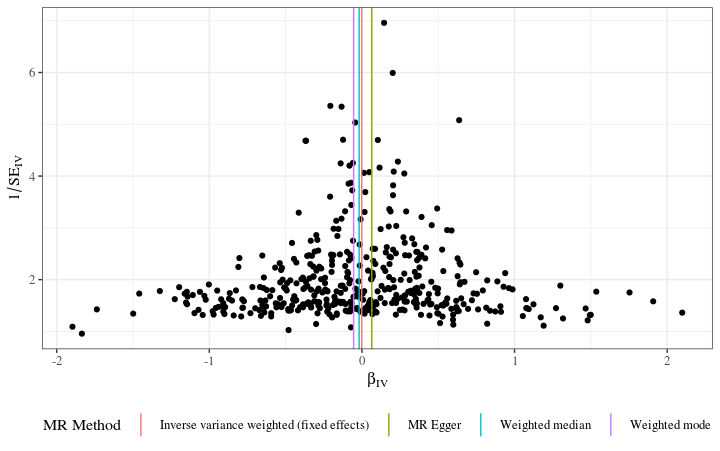 1/SE_IV
6
4
2
-2 -1 0 1 2
β_IV
MR Method Inverse variance weighted (fixed effects) MR Egger Weighted median Weighted mode